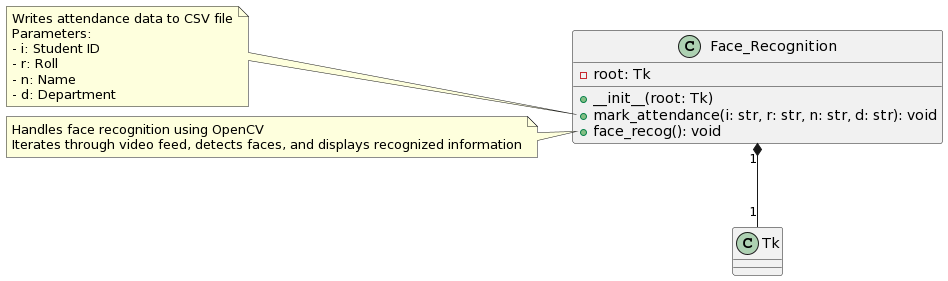 Writes attendance data to CSV file
Parameters:
- i: Student ID
- r: Roll
- n: Name
- d: Department
Handles face recognition using OpenCV
Iterates through video feed, detects faces, and displays recognized information
C Face_Recognition
root: Tk
__init__(root: Tk)
mark_attendance(i: str, r: str, n: str, d: str): void
face_recog(): void
1
1
C Tk